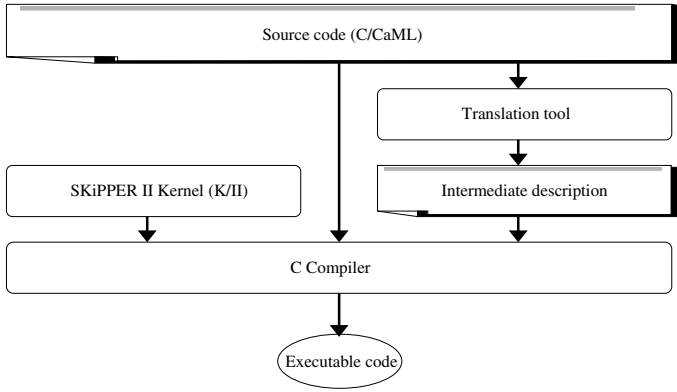 Source code (C/CaML)
Translation tool
SKiPPER II Kernel (K/II)
Intermediate description
C Compiler
Executable code